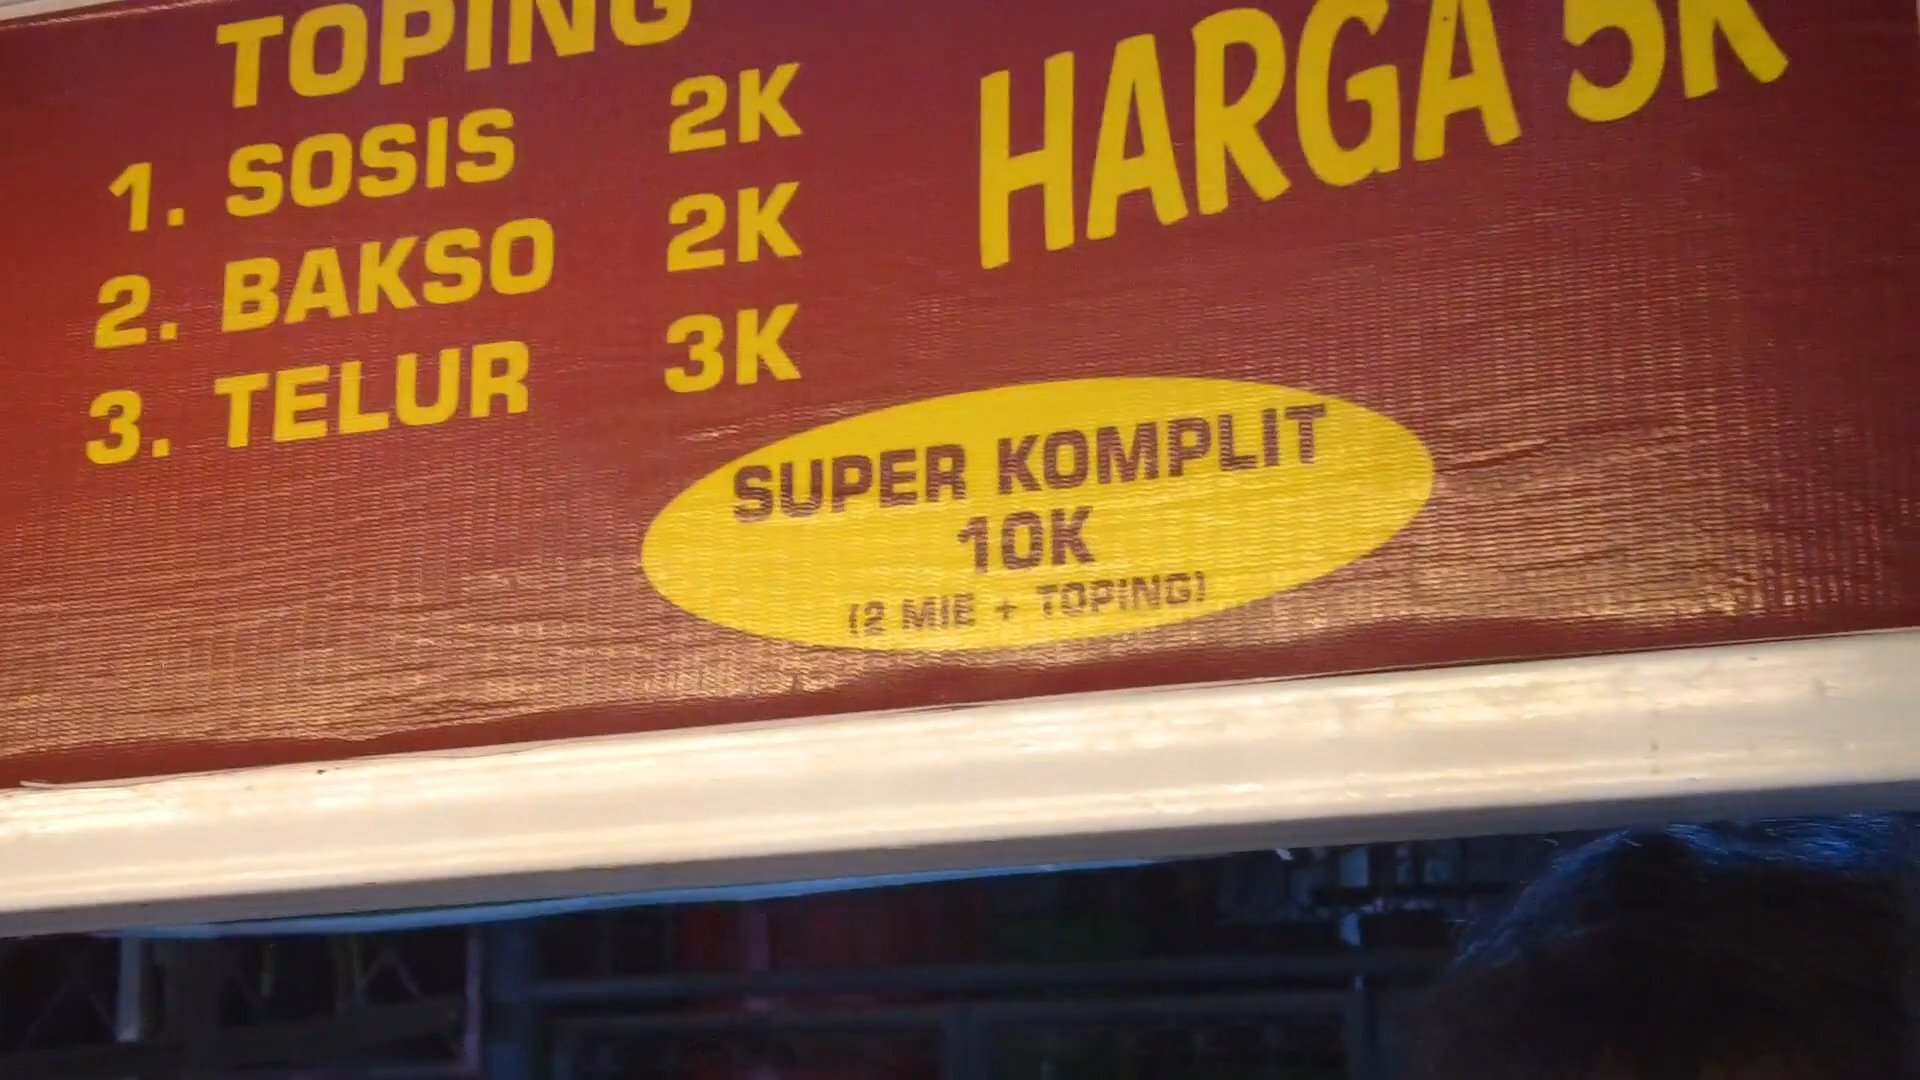 TOPING
1. SOSIS 2K
2. BAKSO 2K
3. TELUR 3K
HARGA 5K
SUPER KOMPLIT
10K
(2 MIE + TOPING)